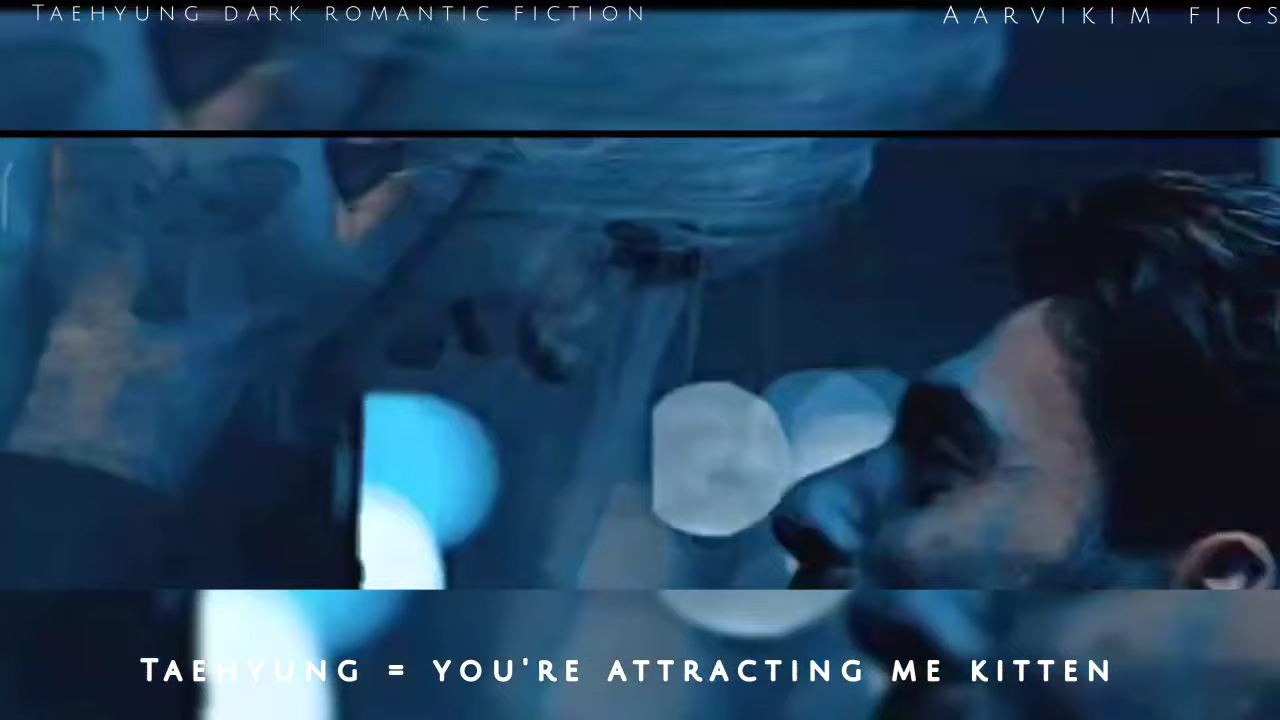 TAEHYUNG DARK ROMANTIC FICTION
AARVIKIM FICS
TAEHYUNG = YOU'RE ATTRACTING ME KITTEN